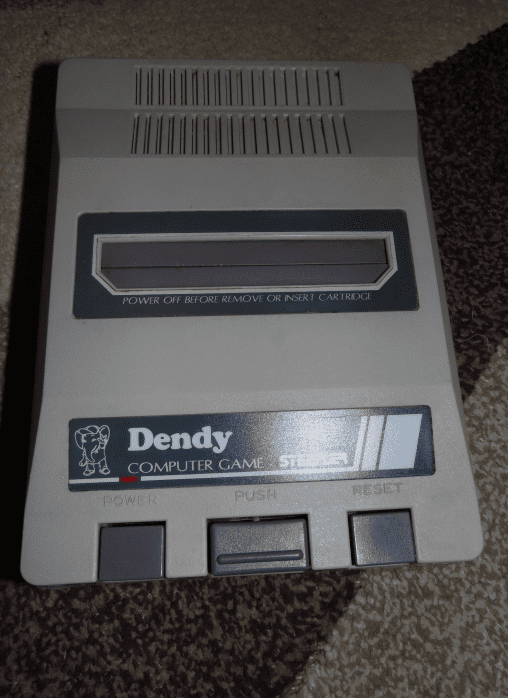 POWER OFF BEFORE REMOVE OR INSERT CARTRIDGE
Dendy
COMPUTER GAME
POWER PUSH RESET